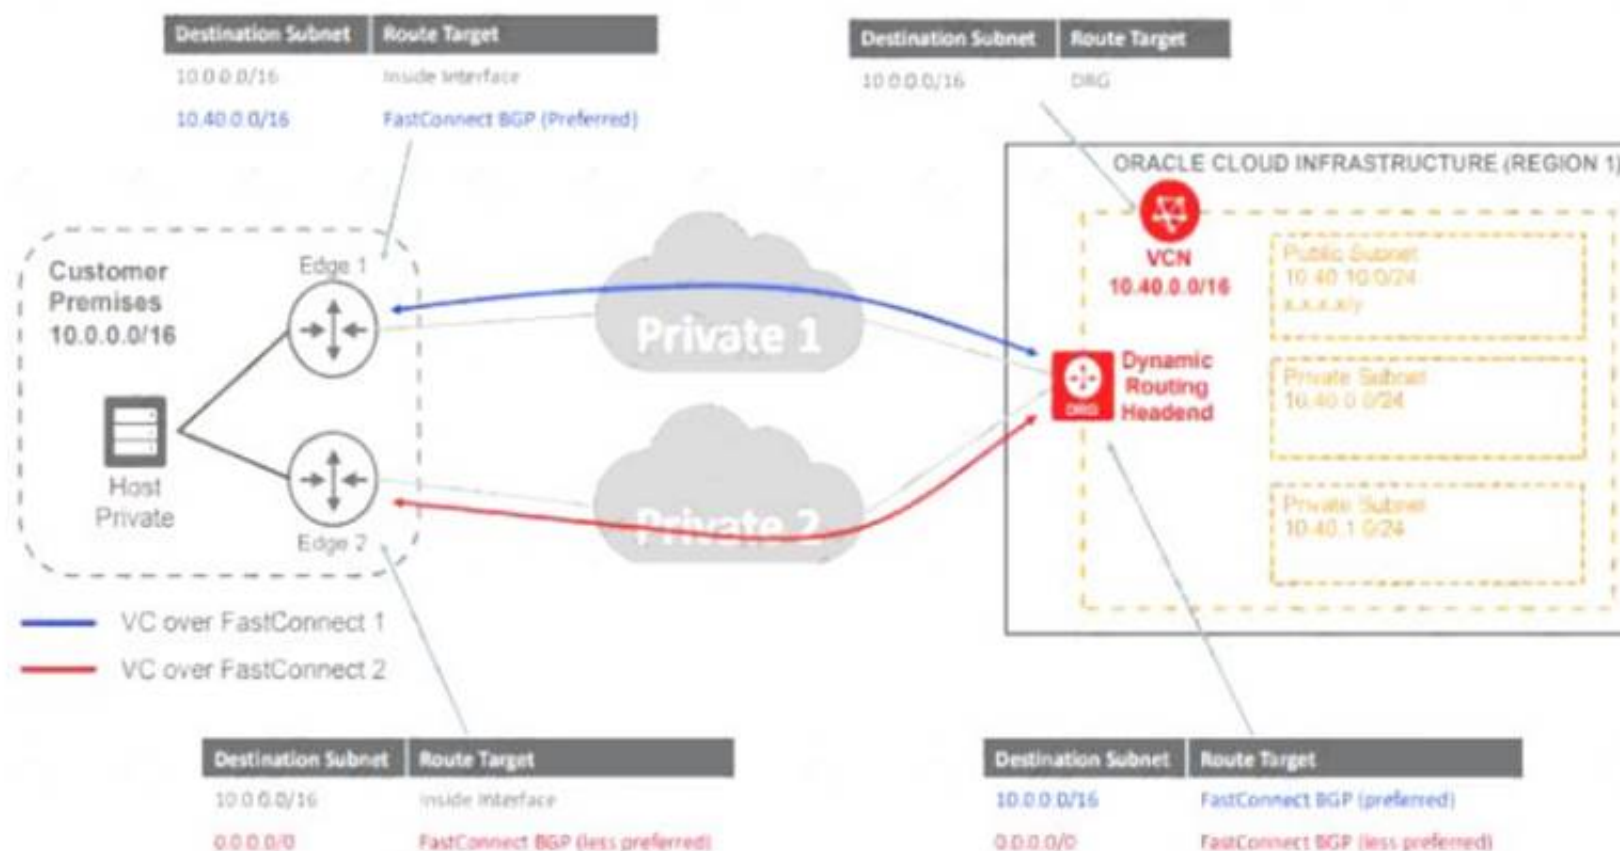 Destination Subnet Route Target
10.0.0.0/16 Inside Interface
10.40.0.0/16 FastConnect BGP (Preferred)
Destination Subnet Route Target
10.0.0.0/16 DRG
ORACLE CLOUD INFRASTRUCTURE (REGION 1)
VCN
10.40.0.0/16
Public Subnet
10.40.10.0/24
x.x.x.x/y
Private Subnet
10.40.0.0/24
Private Subnet
10.40.1.0/24
Dynamic
Routing
Headend
DRG
Customer
Premises
10.0.0.0/16
Edge 1
Host
Private
Edge 2
Private 1
Private 2
VC over FastConnect 1
VC over FastConnect 2
Destination Subnet Route Target
10.0.0.0/16 Inside Interface
0.0.0.0/0 FastConnect BGP (less preferred)
Destination Subnet Route Target
10.0.0.0/16 FastConnect BGP (preferred)
0.0.0.0/0 FastConnect BGP (less preferred)